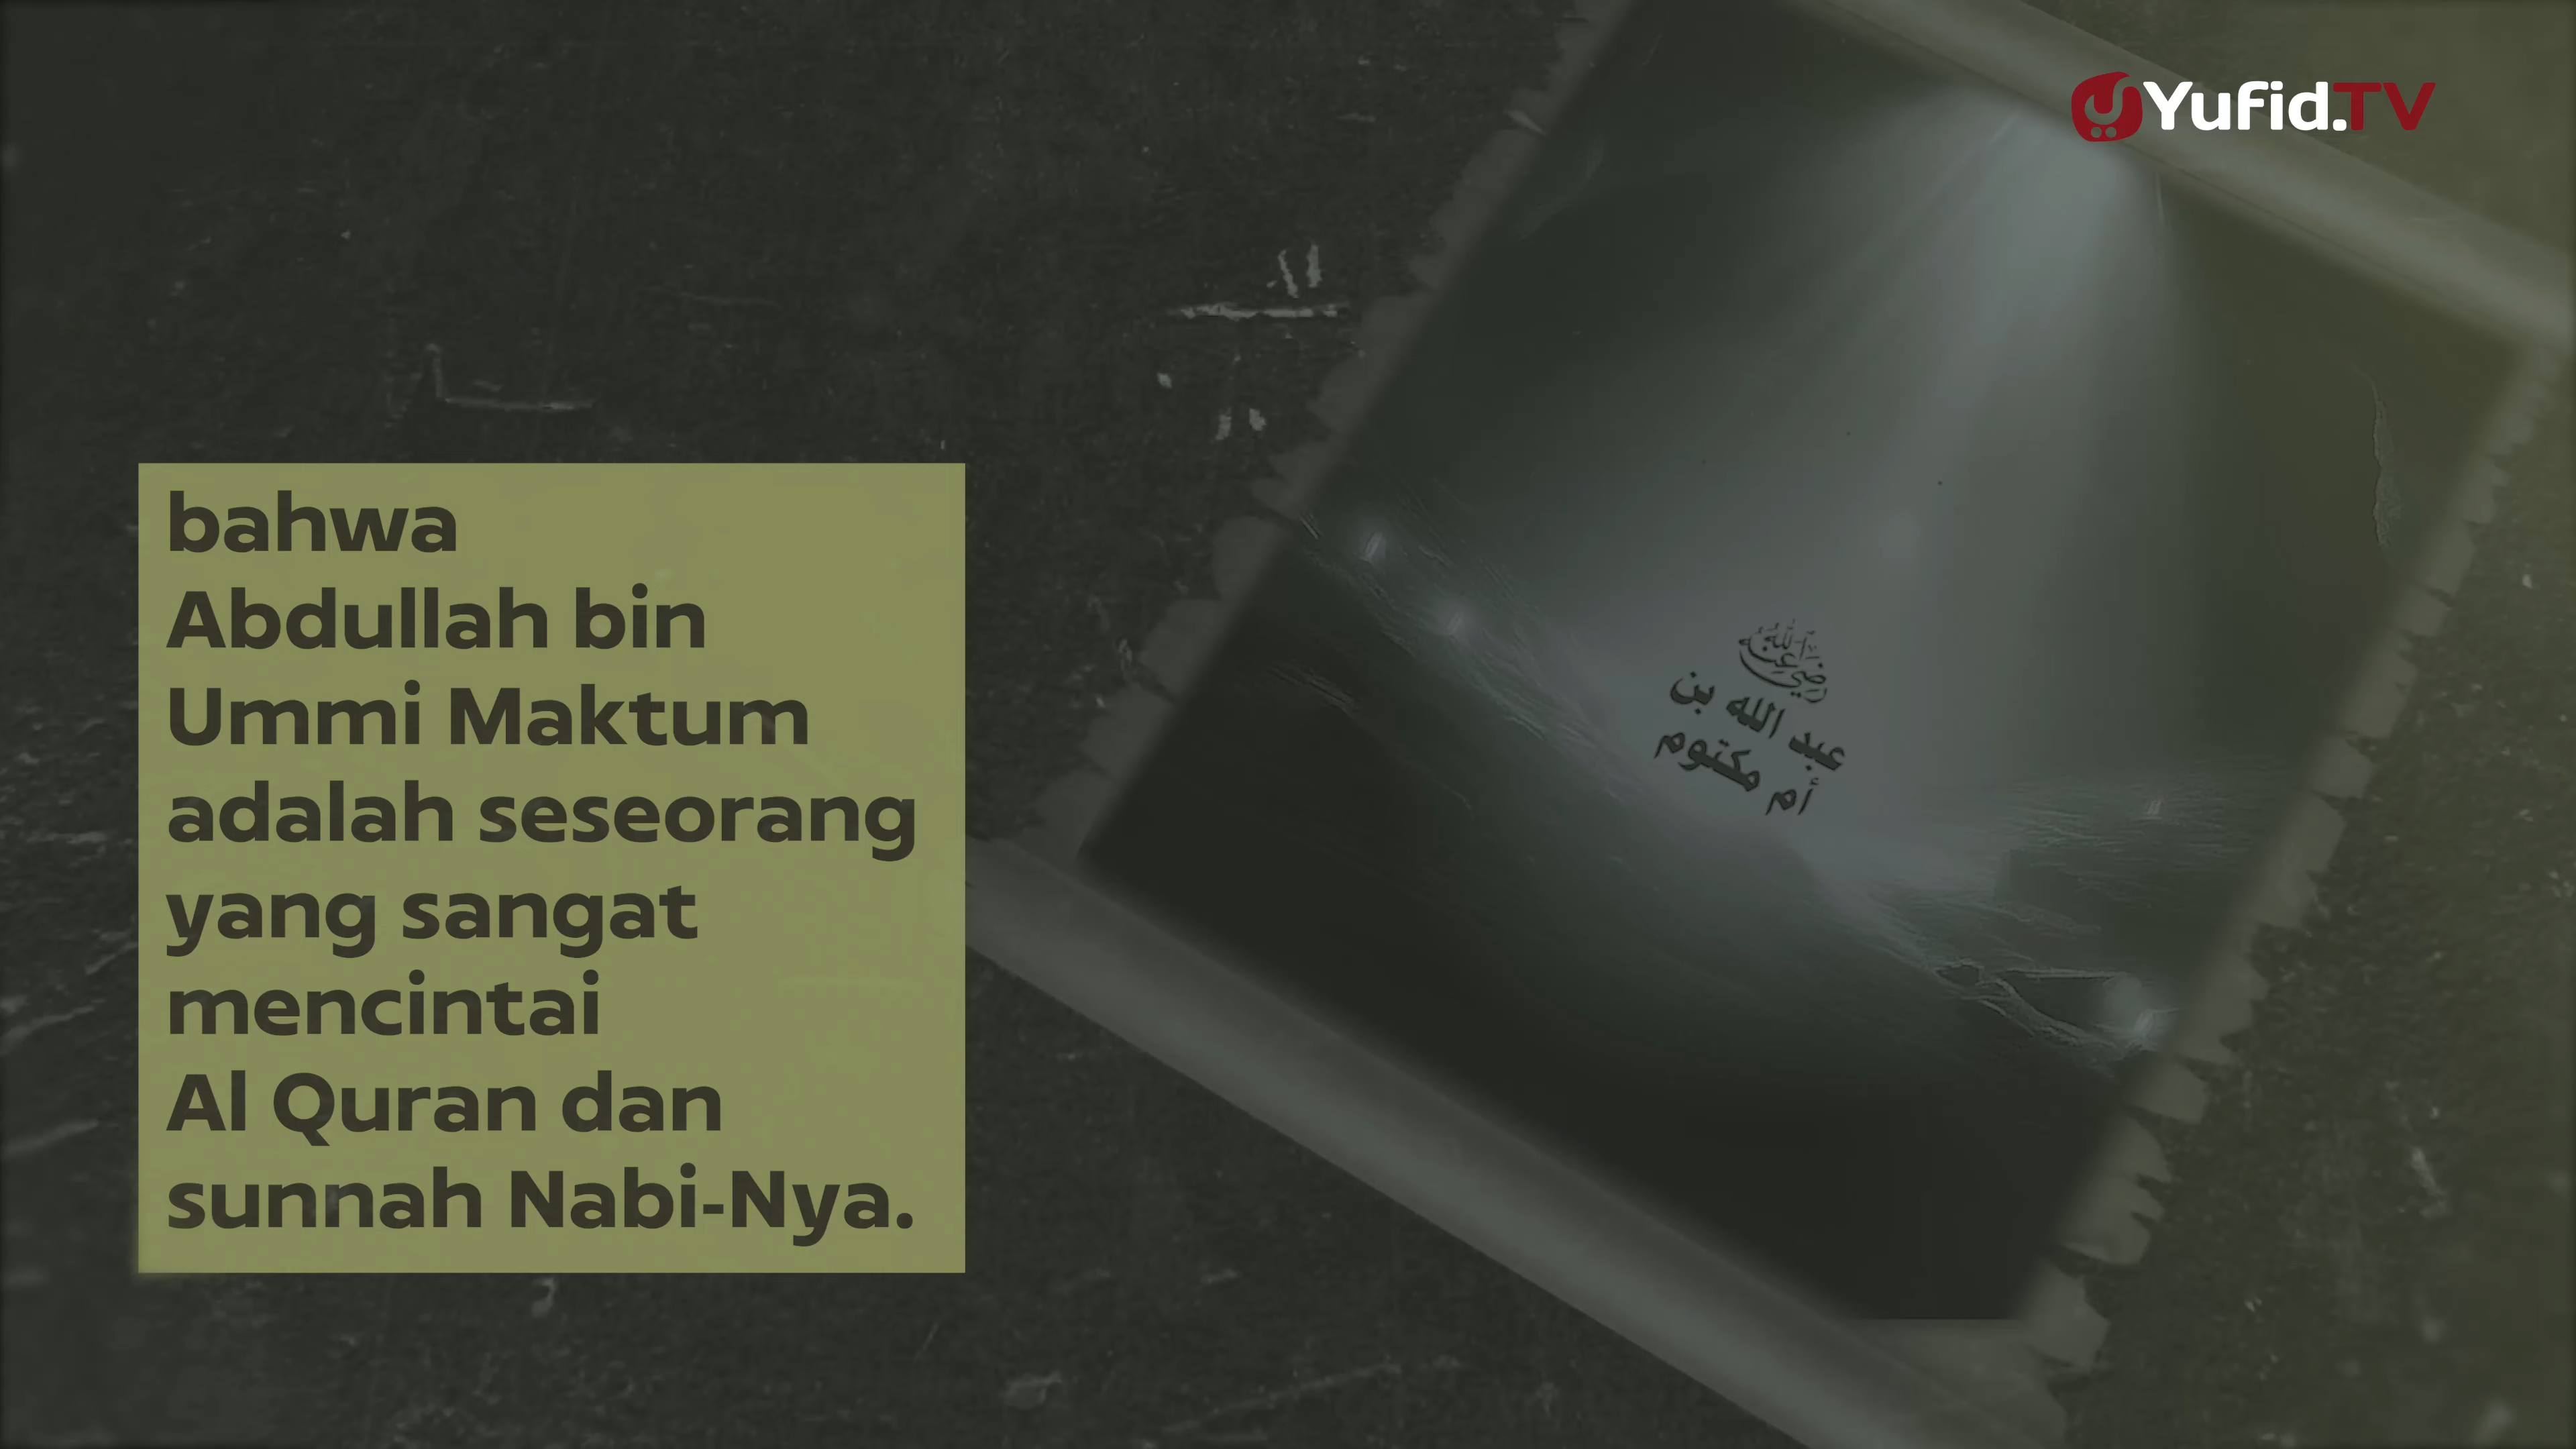 Yufid.TV
bahwa
Abdullah bin
Ummi Maktum
adalah seseorang
yang sangat
mencintai
Al Quran dan
sunnah Nabi-Nya.
رضي الله عنه
عبد الله بن
أم مكتوم